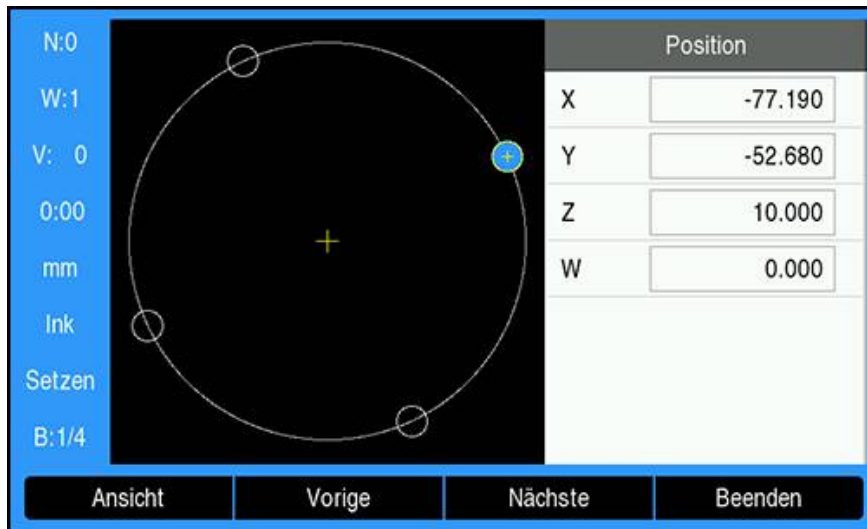 N:0
W:1
V: 0
0:00
mm
Ink
Setzen
B:1/4
Position
X -77.190
Y -52.680
Z 10.000
W 0.000
Ansicht Vorige Nächste Beenden